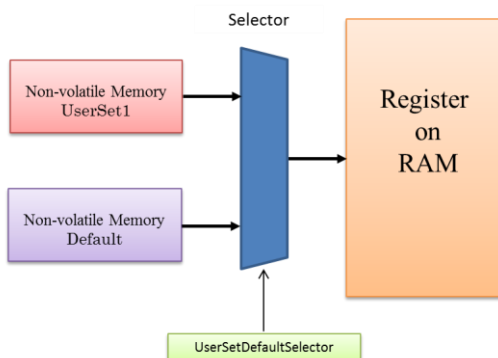 Selector
Non-volatile Memory
UserSet1
Register
on
RAM
Non-volatile Memory
Default
UserSetDefaultSelector